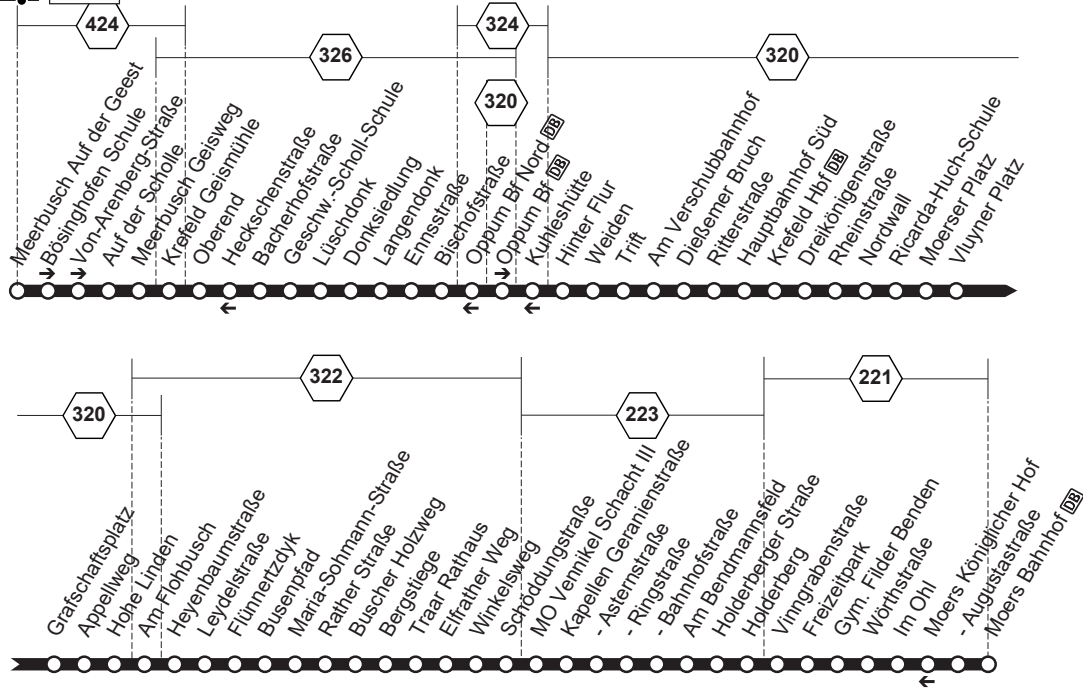 424
324
326
320
320
Meerbusch Auf der Geest
Bösinghofen Schule
Von-Arenberg-Straße
Auf der Scholle
Meerbusch Geisweg
Krefeld Geismühle
Oberend
Heckschenstraße
Bacherhofstraße
Geschw.-Scholl-Schule
Lüschdonk
Donksiedlung
Langendonk
Ennsstraße
Bischofstraße
Oppum Bf Nord DB
Oppum Bf DB
Kuhleshütte
Hinter Flur
Weiden
Trift
Am Verschubbahnhof
Dießemer Bruch
Ritterstraße
Hauptbahnhof Süd
Krefeld Hbf DB
Dreikönigenstraße
Rheinstraße
Nordwall
Ricarda-Huch-Schule
Moerser Platz
Vluyner Platz
322
221
320
223
Grafschaftsplatz
Appellweg
Hohe Linden
Am Flohbusch
Heyenbaumstraße
Leydelstraße
Flünnertzdyk
Busenpfad
Maria-Sohmann-Straße
Rather Straße
Buscher Holzweg
Bergstiege
Traar Rathaus
Elfrather Weg
Winkelsweg
Schöddungstraße
MO Vennikel Schacht III
Kapellen Geranienstraße
- Asternstraße
- Ringstraße
- Bahnhofstraße
Am Bendmannsfeld
Holderberger Straße
Holderberg
Vinngrabenstraße
Freizeitpark
Gym. Filder Benden
Wörthstraße
Im Ohl
Moers Königlicher Hof
- Augustastraße
Moers Bahnhof DB